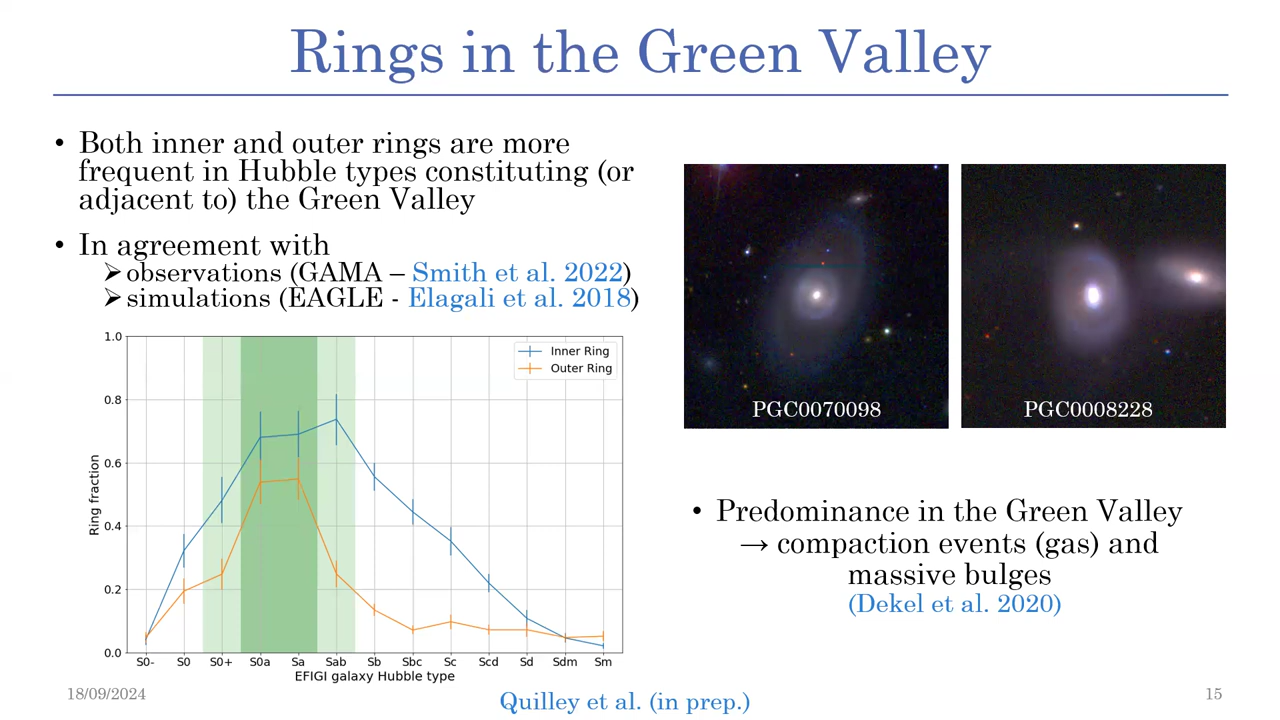 Rings in the Green Valley
• Both inner and outer rings are more
frequent in Hubble types constituting (or
adjacent to) the Green Valley
• In agreement with
➢observations (GAMA – Smith et al. 2022)
➢simulations (EAGLE - Elagali et al. 2018)
1.0
0.8
0.6
0.4
0.2
0.0
Ring fraction
Inner Ring
Outer Ring
S0- S0 S0+ S0a Sa Sab Sb Sbc Sc Scd Sd Sdm Sm
EFIGI galaxy Hubble type
PGC0070098
PGC0008228
• Predominance in the Green Valley
→ compaction events (gas) and
massive bulges
(Dekel et al. 2020)
18/09/2024
Quilley et al. (in prep.)
15